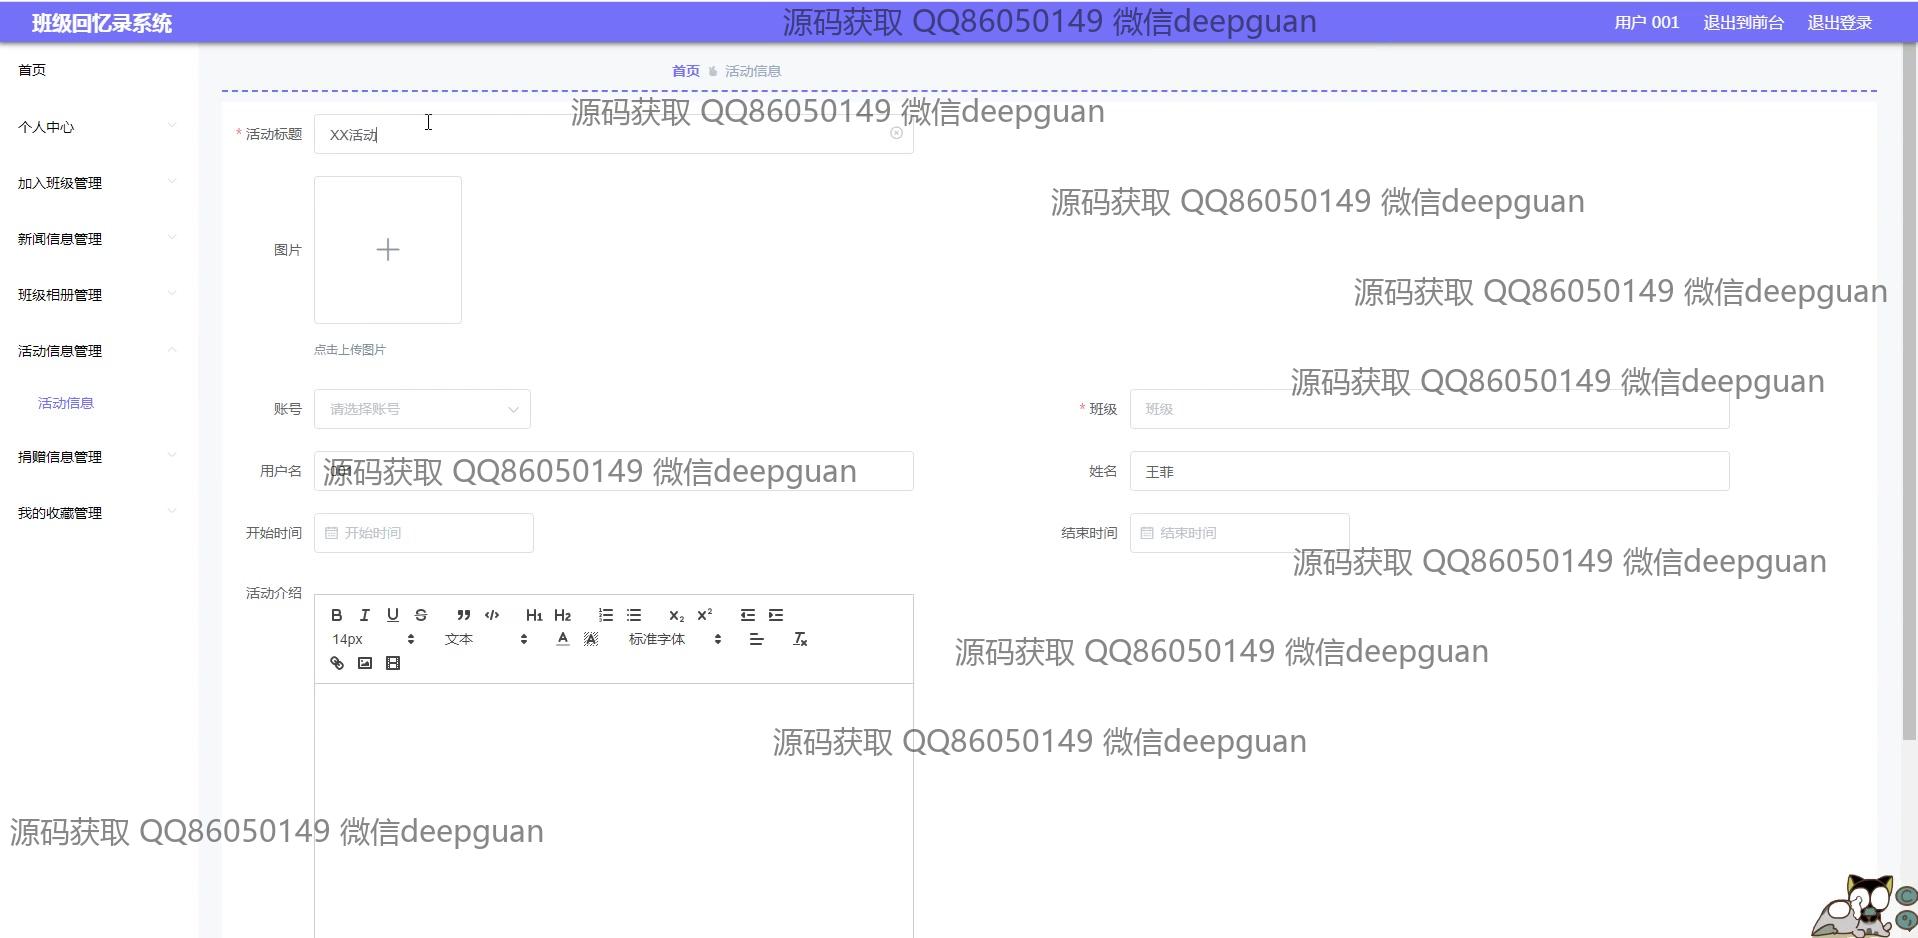 班级回忆录系统
源码获取 QQ86050149 微信deepguan
用户 001 退出到前台 退出登录
首页
首页 活动信息
源码获取 QQ86050149 微信deepguan
个人中心
* 活动标题 XX活动
加入班级管理
源码获取 QQ86050149 微信deepguan
新闻信息管理
图片
班级相册管理
源码获取 QQ86050149 微信deepguan
活动信息管理
点击上传图片
源码获取 QQ86050149 微信deepguan
活动信息
账号 请选择账号
* 班级 班级
捐赠信息管理
用户名 001
源码获取 QQ86050149 微信deepguan
姓名 王菲
我的收藏管理
开始时间 开始时间
结束时间 结束时间
源码获取 QQ86050149 微信deepguan
活动介绍
B I U S H1 H2 X2 X2
14px 文本 A A 标准字体 Tx
源码获取 QQ86050149 微信deepguan
源码获取 QQ86050149 微信deepguan
源码获取 QQ86050149 微信deepguan